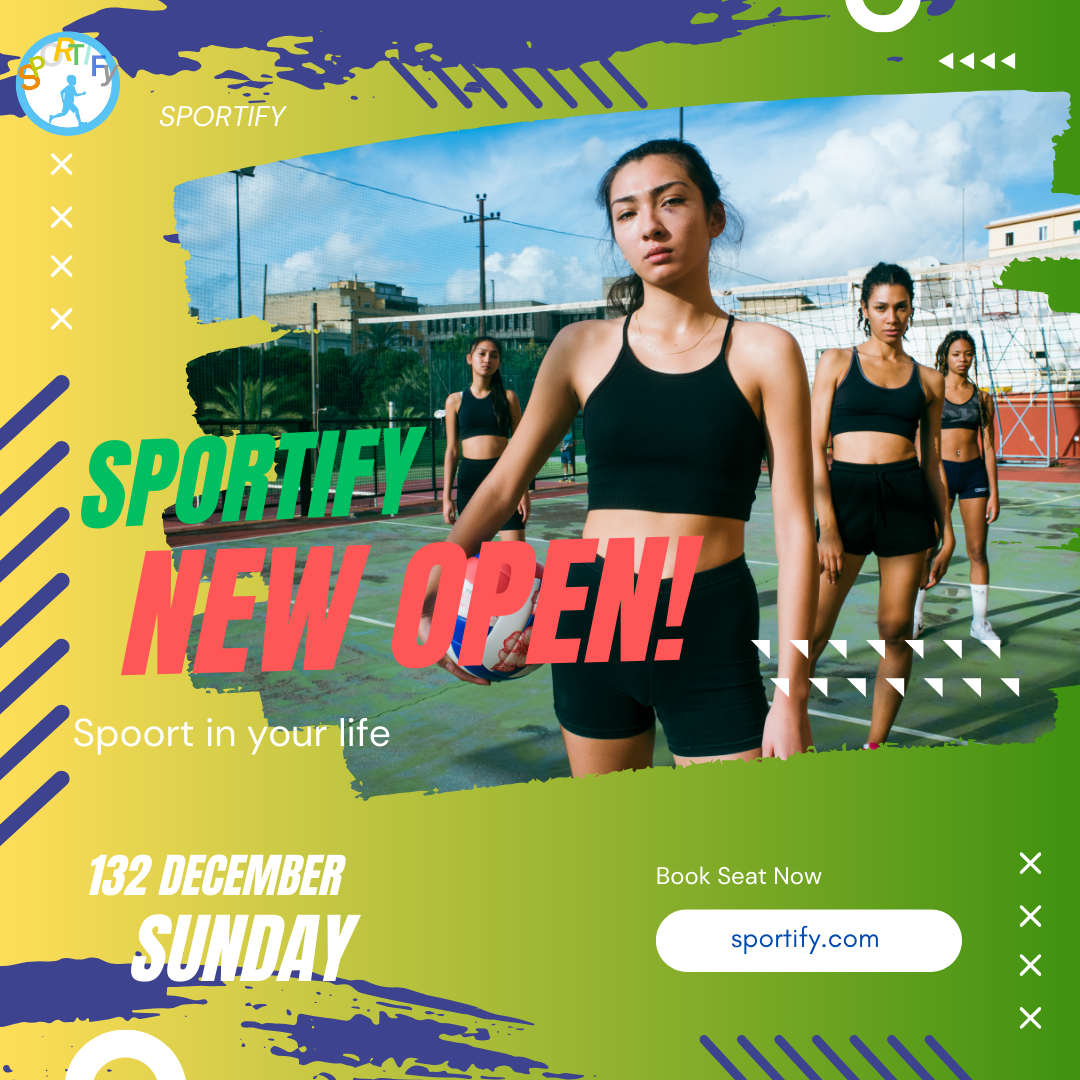 SPORTIFY
SPORTIFY
SPORTIFY
NEW OPEN!
Spoort in your life
132 DECEMBER
SUNDAY
Book Seat Now
sportify.com